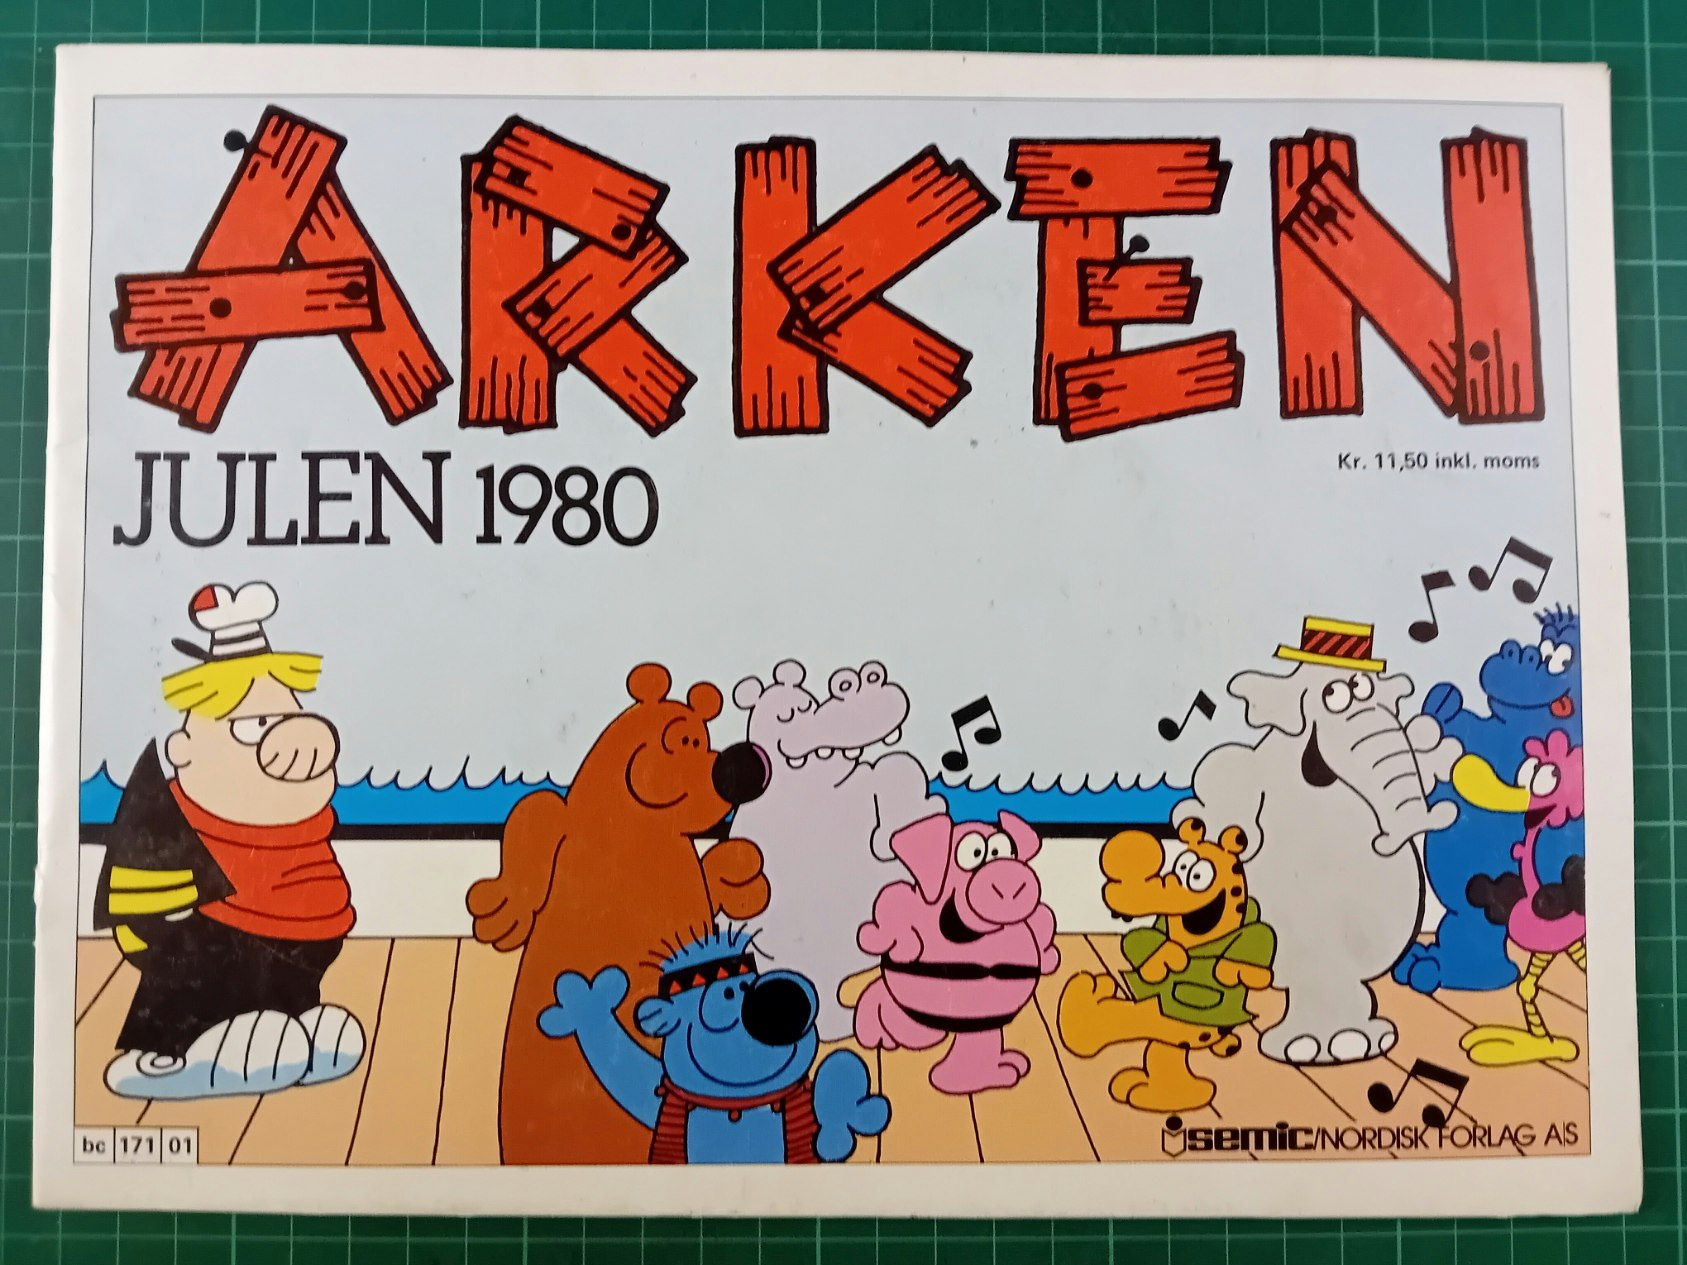 ARKEN
JULEN 1980
Kr. 11,50 inkl. moms
bc 171 01
semic/NORDISK FORLAG A/S